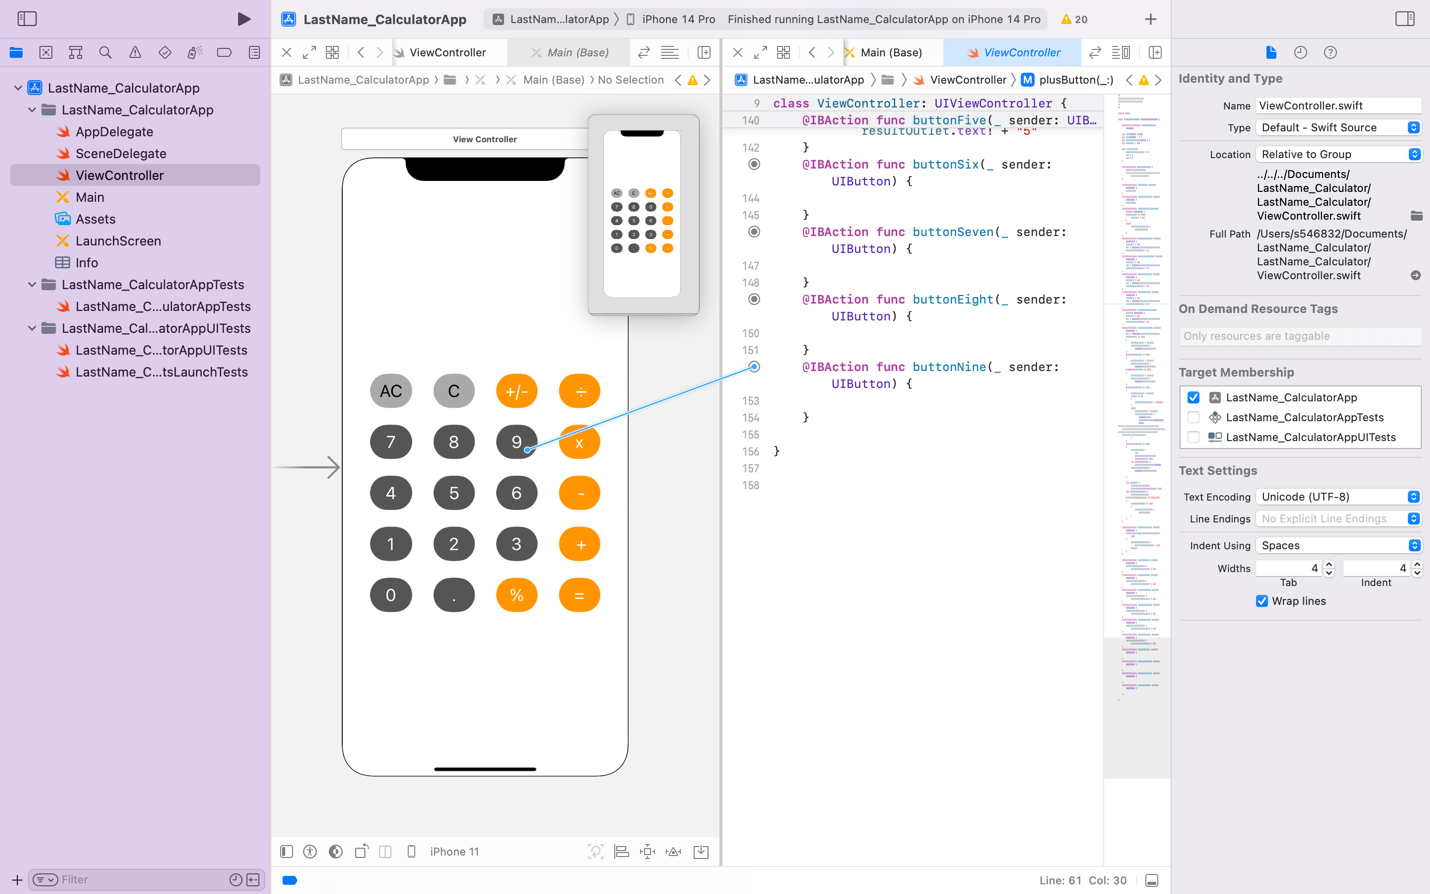 LastName_CalculatorApp
LastNam...latorApp
iPhone 14 Pro
Finished running LastName_CalculatorApp on iPhone 14 Pro
20
ViewController
Main (Base)
Main (Base)
ViewController
LastName_CalculatorApp
Main (Base)
No Selection
LastName...ulatorApp
ViewController
M plusButton(_:)
LastName_CalculatorApp
LastName_CalculatorApp
AppDelegate
SceneDelegate
ViewController
Main
Assets
LaunchScreen
Info
LastName_CalculatorAppTests
LastName_C...ulatorAppTests
LastName_Cal...atorAppUITests
LastName_C...torAppUITests
LastName_C...tsLaunchTests
Filter
View Controller
AC C +/- ÷
7 8 9 x
4 5 6 -
1 2 3 +
0 % =
iPhone 11
9 class ViewController: UIViewController {
140 @IBAction func buttonFive(_ sender: UIB...
resultOutlet.text! + "5"
142 }
@IBAction func buttonSix(_ sender:
UIButton) {
144
145 }
@IBAction func buttonSeven(_ sender:
UIButton) {
147
148 }
@IBAction func buttonEight(_ sender:
UIButton) {
150
151 }
@IBAction func buttonNine(_ sender:
UIButton) {
153
154 }
155
156 }
157
158
Line: 61 Col: 30
Identity and Type
Name ViewController.swift
Type Default - Swift Source
Location Relative to Group
../../../Documents/
LastName_Calculator/
LastName_Calculator/
ViewController.swift
Full Path /Users/s546832/Documents/
LastName_Calculator/
LastName_Calculator/
ViewController.swift
On Demand Resource Tags
Only resources are taggable
Target Membership
LastName_CalculatorApp
LastName_CalculatorAppTests
LastName_CalculatorAppUITests
Text Settings
Text Encoding Unicode (UTF-8)
Line Endings No Explicit Line Endings
Indent Using Spaces
Widths 4 4
Tab Indent
Wrap lines